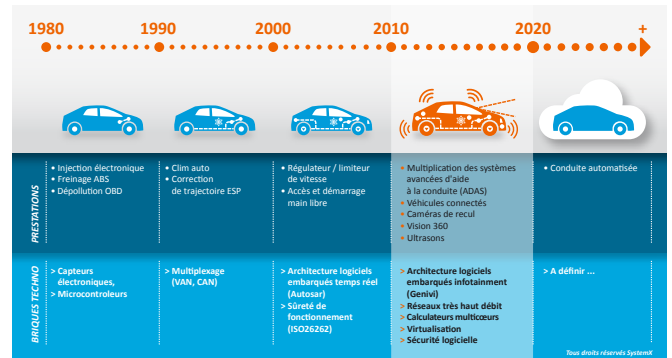 1980 1990 2000 2010 2020 +
PRESTATIONS
• Injection électronique
• Freinage ABS
• Dépollution OBD
• Clim auto
• Correction
de trajectoire ESP
• Régulateur / limiteur
de vitesse
• Accès et démarrage
main libre
• Multiplication des systèmes
avancées d'aide
à la conduite (ADAS)
• Véhicules connectés
• Caméras de recul
• Vision 360
• Ultrasons
• Conduite automatisée
BRIQUES TECHNO
> Capteurs
électroniques,
> Microcontroleurs
> Multiplexage
(VAN, CAN)
> Architecture logiciels
embarqués temps réel
(Autosar)
> Sûreté de
fonctionnement
(ISO26262)
> Architecture logiciels
embarqués infotainment
(Genivi)
> Réseaux très haut débit
> Calculateurs multicœurs
> Virtualisation
> Sécurité logicielle
> A définir ...
Tous droits réservés SystemX